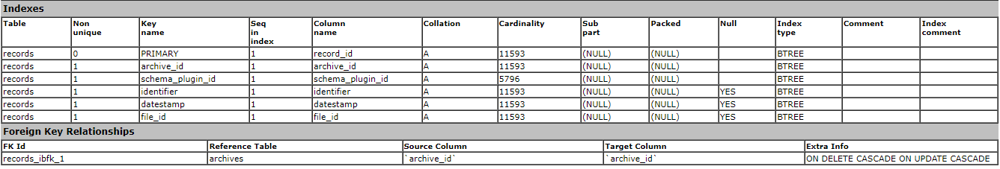 Indexes
Table Non unique Key name Seq in index Column name Collation Cardinality Sub part Packed Null Index type Comment Index comment
records 0 PRIMARY 1 record_id A 11593 (NULL) (NULL) BTREE
records 1 archive_id 1 archive_id A 11593 (NULL) (NULL) BTREE
records 1 schema_plugin_id 1 schema_plugin_id A 5796 (NULL) (NULL) BTREE
records 1 identifier 1 identifier A 11593 (NULL) (NULL) YES BTREE
records 1 datestamp 1 datestamp A 11593 (NULL) (NULL) YES BTREE
records 1 file_id 1 file_id A 11593 (NULL) (NULL) YES BTREE
Foreign Key Relationships
FK Id Reference Table Source Column Target Column Extra Info
records_ibfk_1 archives `archive_id` `archive_id` ON DELETE CASCADE ON UPDATE CASCADE